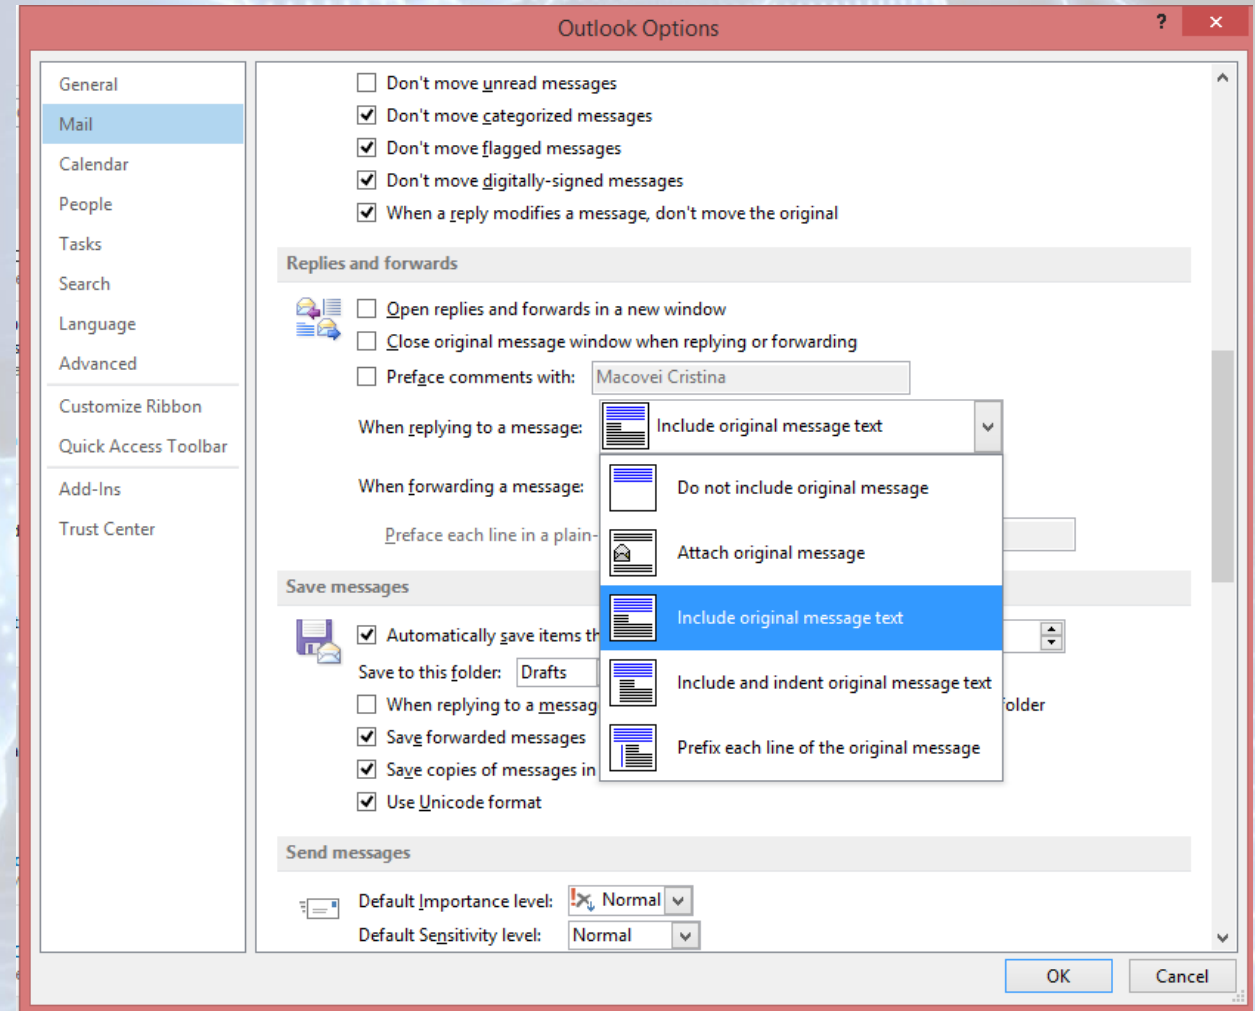 Outlook Options
?
General
Mail
Calendar
People
Tasks
Search
Language
Advanced
Customize Ribbon
Quick Access Toolbar
Add-Ins
Trust Center
Don't move unread messages
Don't move categorized messages
Don't move flagged messages
Don't move digitally-signed messages
When a reply modifies a message, don't move the original
Replies and forwards
Open replies and forwards in a new window
Close original message window when replying or forwarding
Preface comments with: Macovei Cristina
When replying to a message: Include original message text
Do not include original message
When forwarding a message:
Preface each line in a plain-
Attach original message
Include original message text
Include and indent original message text
Prefix each line of the original message
Save messages
Automatically save items th
Save to this folder: Drafts
When replying to a messag older
Save forwarded messages
Save copies of messages in
Use Unicode format
Send messages
Default Importance level: Normal
Default Sensitivity level: Normal
OK Cancel